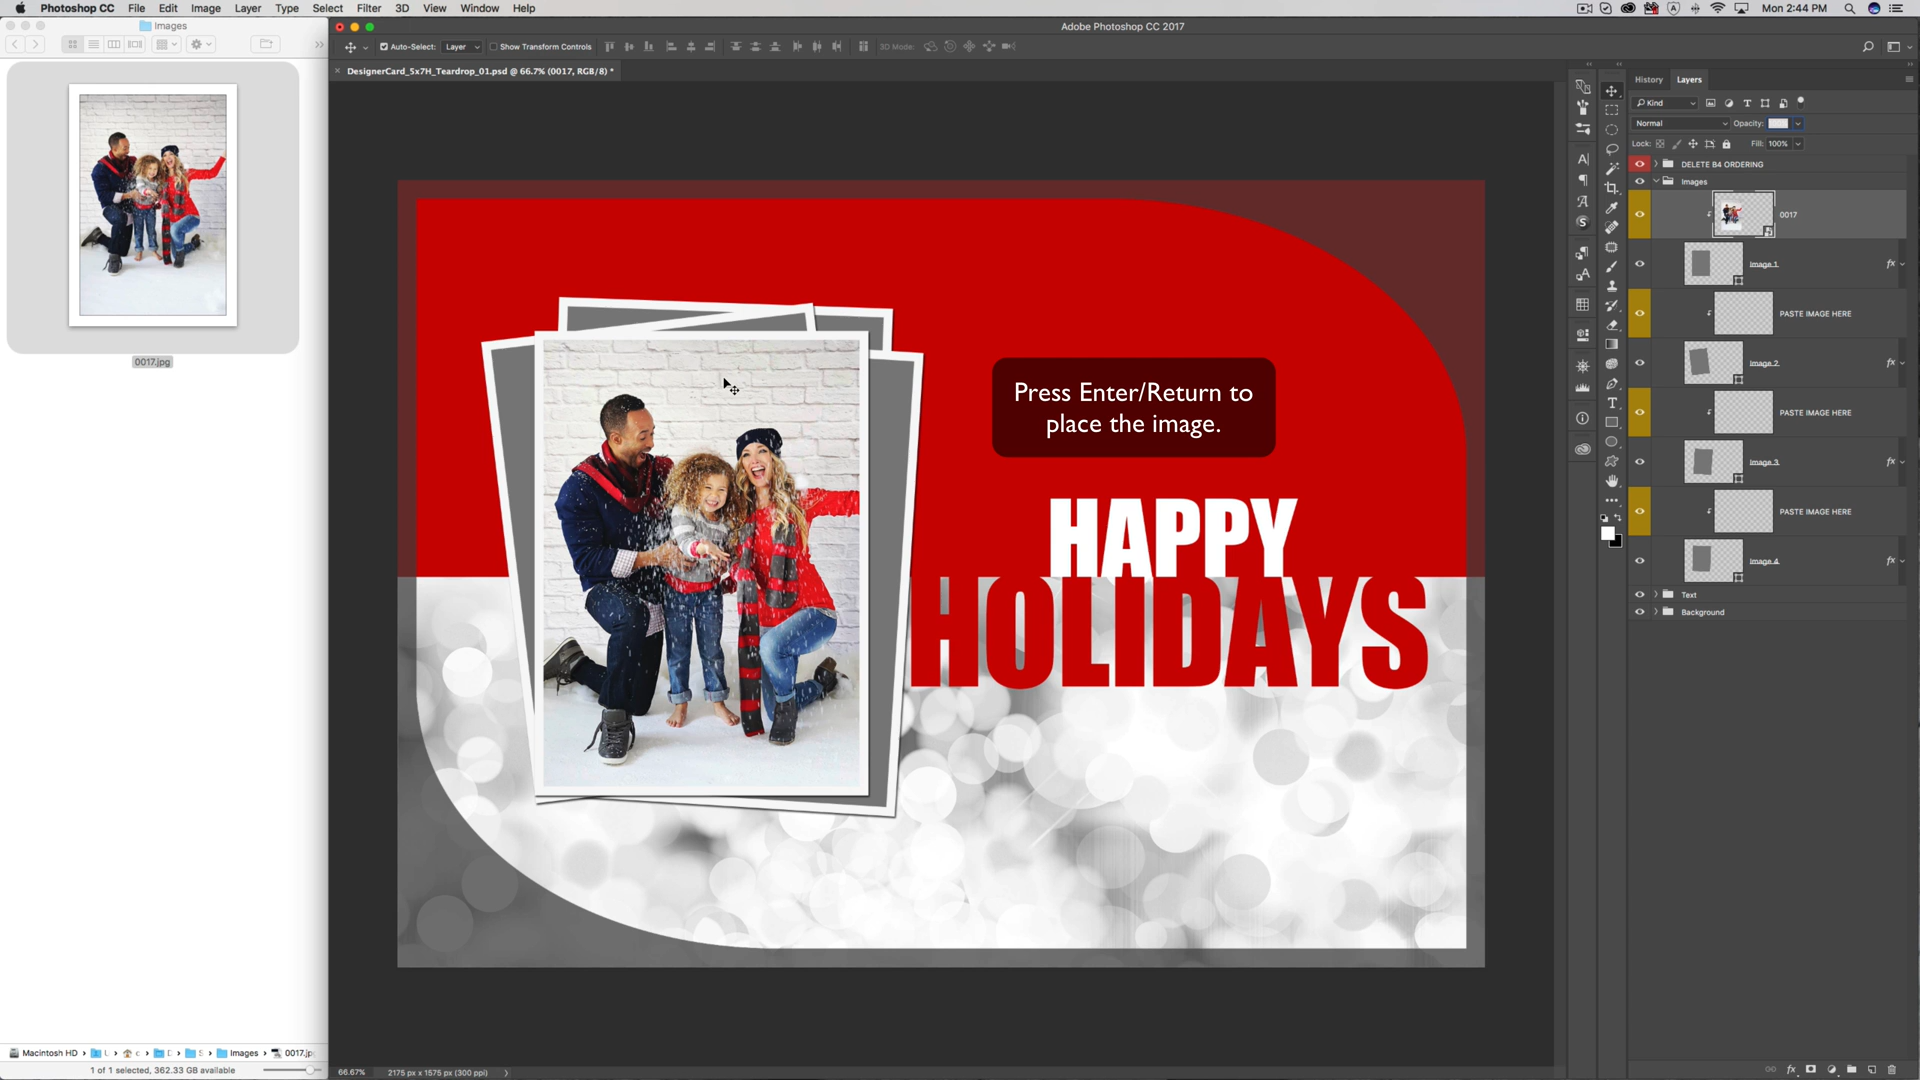 Photoshop CC File Edit Image Layer Type Select Filter 3D View Window Help
Mon 2:44 PM
Images
0017.jpg
Macintosh HD
Images
0017.jp
1 of 1 selected, 362.33 GB available
Adobe Photoshop CC 2017
Auto-Select: Layer Show Transform Controls 3D Mode:
DesignerCard_5x7H_Teardrop_01.psd @ 66.7% (0017, RGB/8) *
Press Enter/Return to
place the image.
HAPPY
HOLIDAYS
66.67% 2175 px x 1575 px (300 ppi)
History Layers
Kind
Normal Opacity:
Lock: Fill: 100%
DELETE B4 ORDERING
Images
0017
Image 1
PASTE IMAGE HERE
Image 2
PASTE IMAGE HERE
Image 3
PASTE IMAGE HERE
Image 4
Text
Background